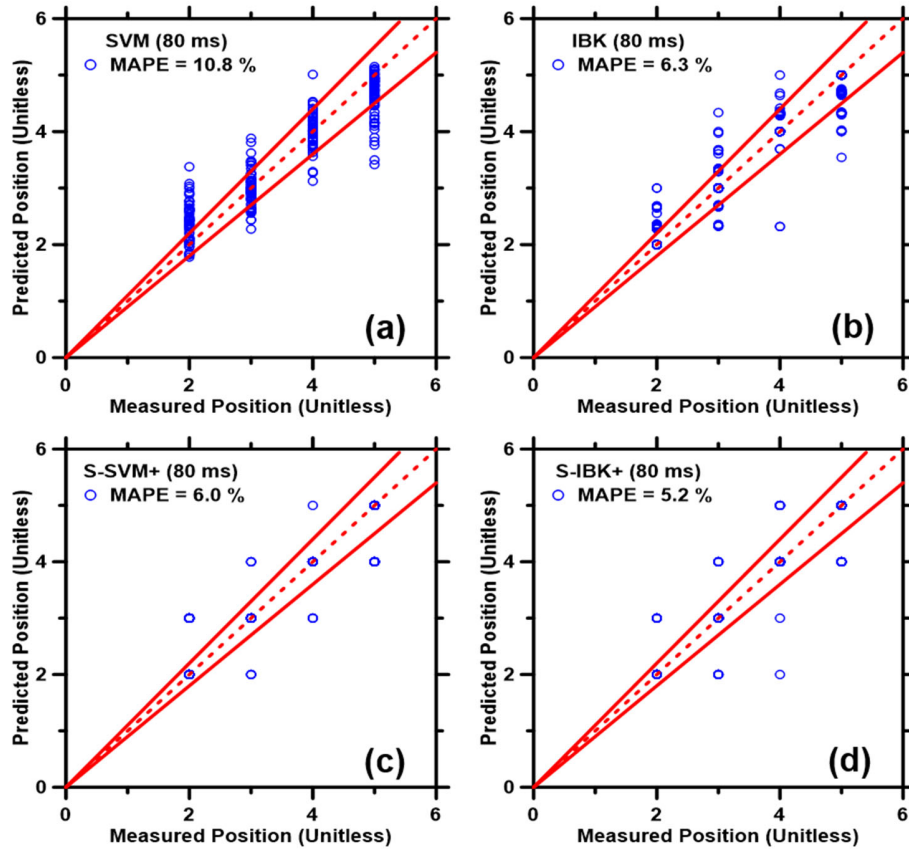 6
SVM (80 ms)
MAPE = 10.8 %
4
2
0
Predicted Position (Unitless)
(a)
0 2 4 6
Measured Position (Unitless)
6
IBK (80 ms)
MAPE = 6.3 %
4
2
0
Predicted Position (Unitless)
(b)
0 2 4 6
Measured Position (Unitless)
6
S-SVM+ (80 ms)
MAPE = 6.0 %
4
2
0
Predicted Position (Unitless)
(c)
0 2 4 6
Measured Position (Unitless)
6
S-IBK+ (80 ms)
MAPE = 5.2 %
4
2
0
Predicted Position (Unitless)
(d)
0 2 4 6
Measured Position (Unitless)